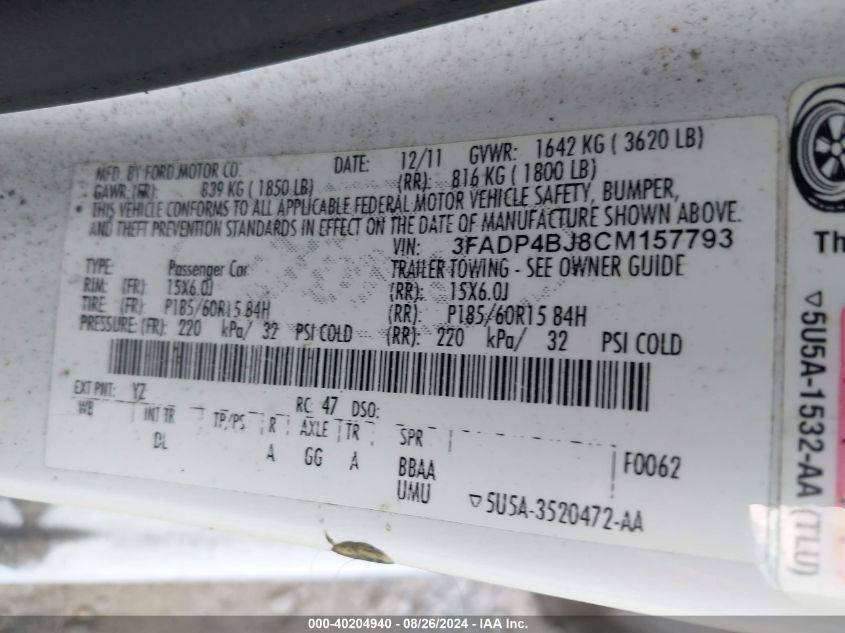 MFD. BY FORD MOTOR CO.
DATE: 12/11 GVWR: 1642 KG ( 3620 LB)
GAWR: (FR): 839 KG ( 1850 LB) (RR): 816 KG ( 1800 LB)
• THIS VEHICLE CONFORMS TO ALL APPLICABLE FEDERAL MOTOR VEHICLE SAFETY, BUMPER,
AND THEFT PREVENTION STANDARDS IN EFFECT ON THE DATE OF MANUFACTURE SHOWN ABOVE.
VIN: 3FADP4BJ8CM157793
TYPE: Passenger Car TRAILER TOWING - SEE OWNER GUIDE
RIM: (FR): 15X6.0J (RR): 15X6.0J
TIRE: (FR): P185/60R15 84H (RR): P185/60R15 84H
PRESSURE: (FR): 220 kPa/ 32 PSI COLD (RR): 220 kPa/ 32 PSI COLD
EXT PNT: YZ RC: 47 DSO:
WB INT TR TP/PS R AXLE TR SPR
DL A GG A BBAA F0062
UMU ▽5U5A-3520472-AA
Th
▽5U5A-1532-AA (TLU)
000-40204940 - 08/26/2024 - IAA Inc.